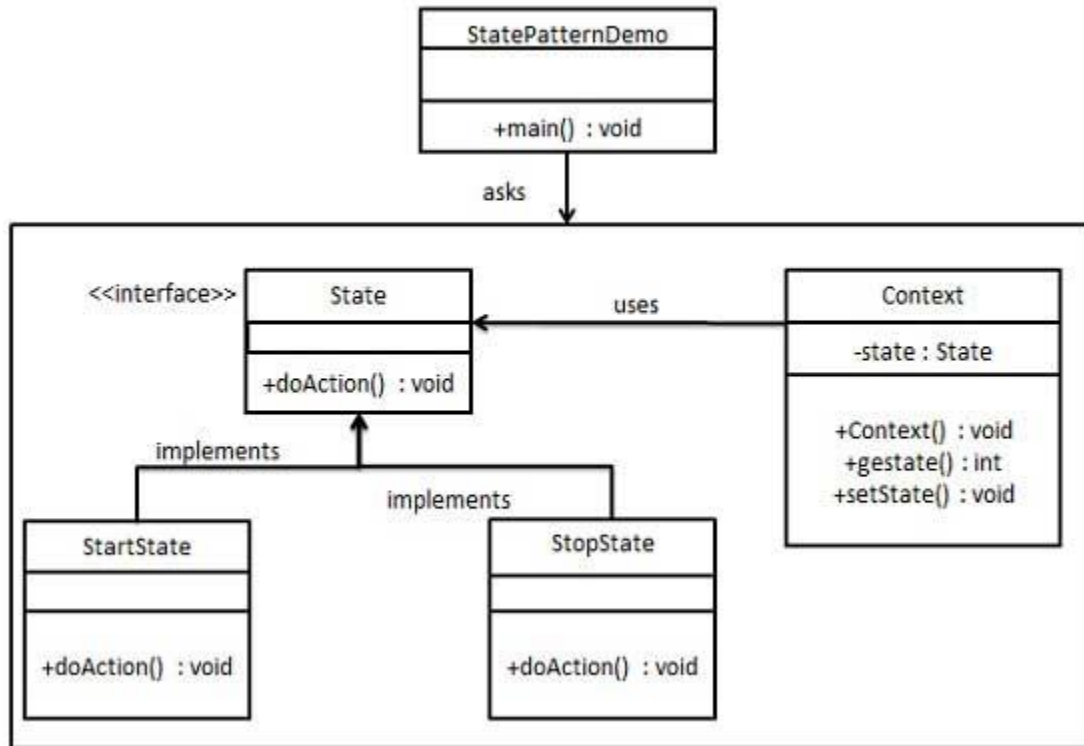 StatePatternDemo
+main() : void
asks
<<interface>>
State
+doAction() : void
uses
Context
-state : State
+Context() : void
+gestate() : int
+setState() : void
implements
implements
StartState
+doAction() : void
StopState
+doAction() : void